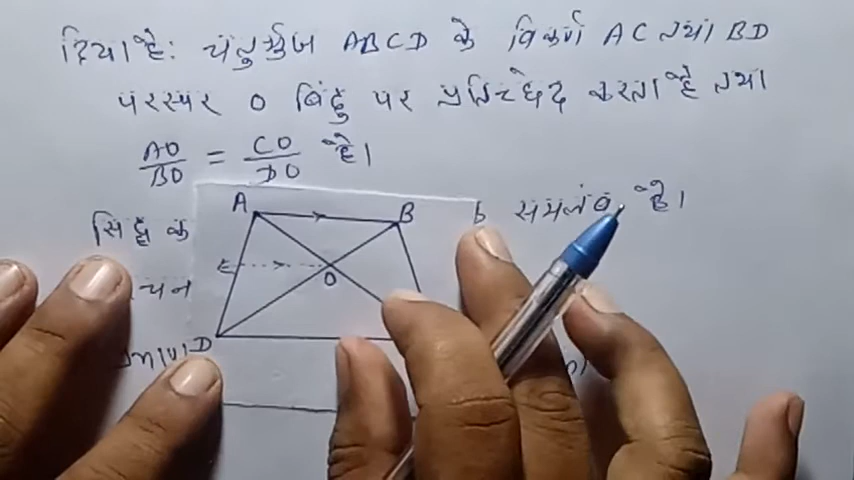 दिया है: चतुर्भुज ABCD के विकर्ण AC तथा BD
परस्पर O बिंदु पर प्रतिच्छेद करता है तथा
AO/BO = CO/DO है।
सिद्ध क
समलंब है।
A B
E O
D